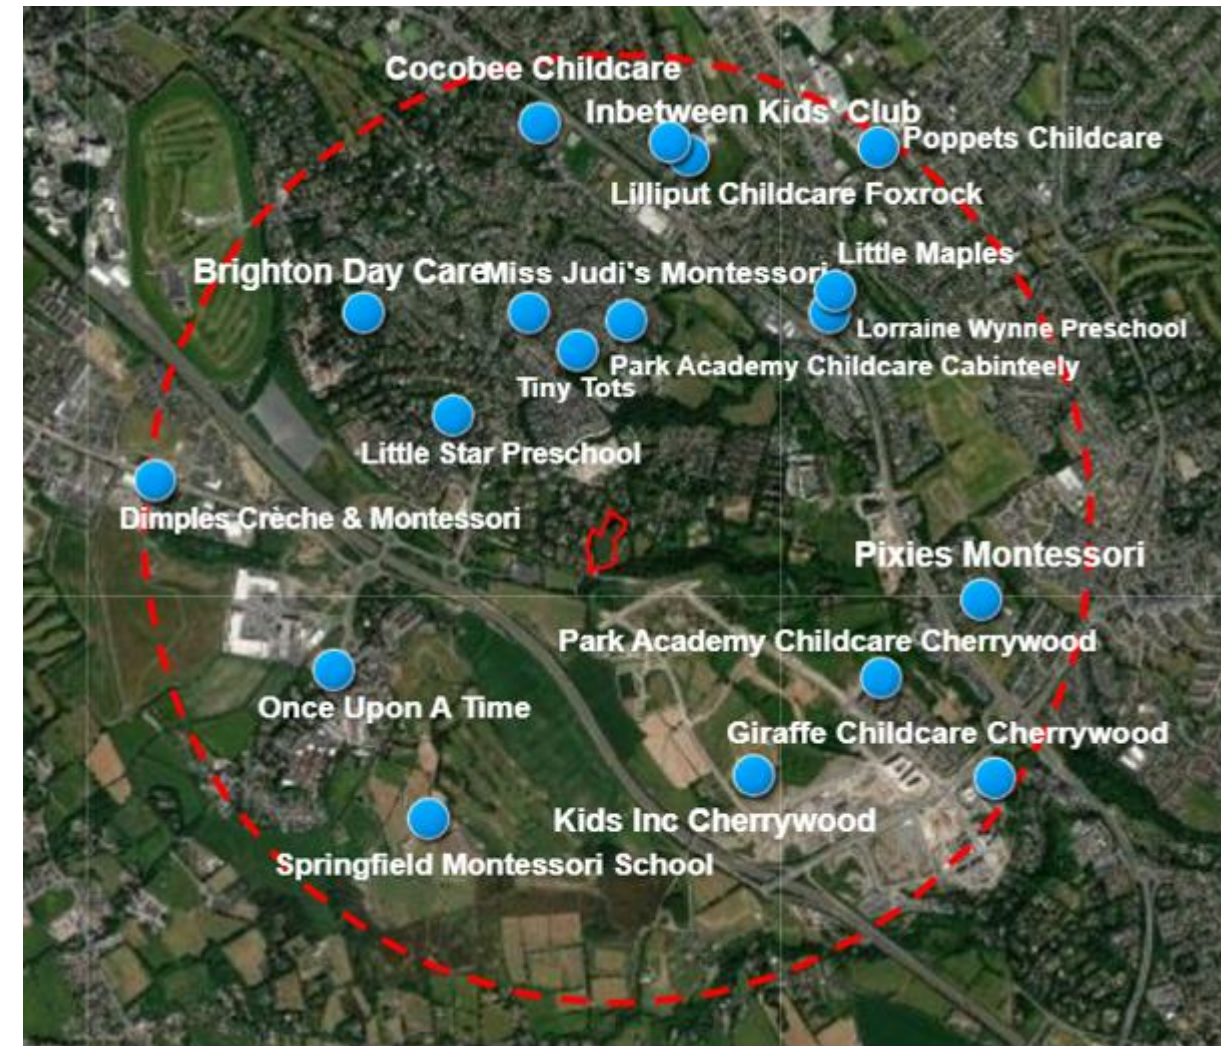 Cocobee Childcare
Inbetween Kids' Club
Poppets Childcare
Lilliput Childcare Foxrock
Little Maples
Brighton Day Care
Miss Judi's Montessori
Lorraine Wynne Preschool
Park Academy Childcare Cabinteely
Tiny Tots
Little Star Preschool
Dimples Crèche & Montessori
Pixies Montessori
Park Academy Childcare Cherrywood
Once Upon A Time
Giraffe Childcare Cherrywood
Kids Inc Cherrywood
Springfield Montessori School